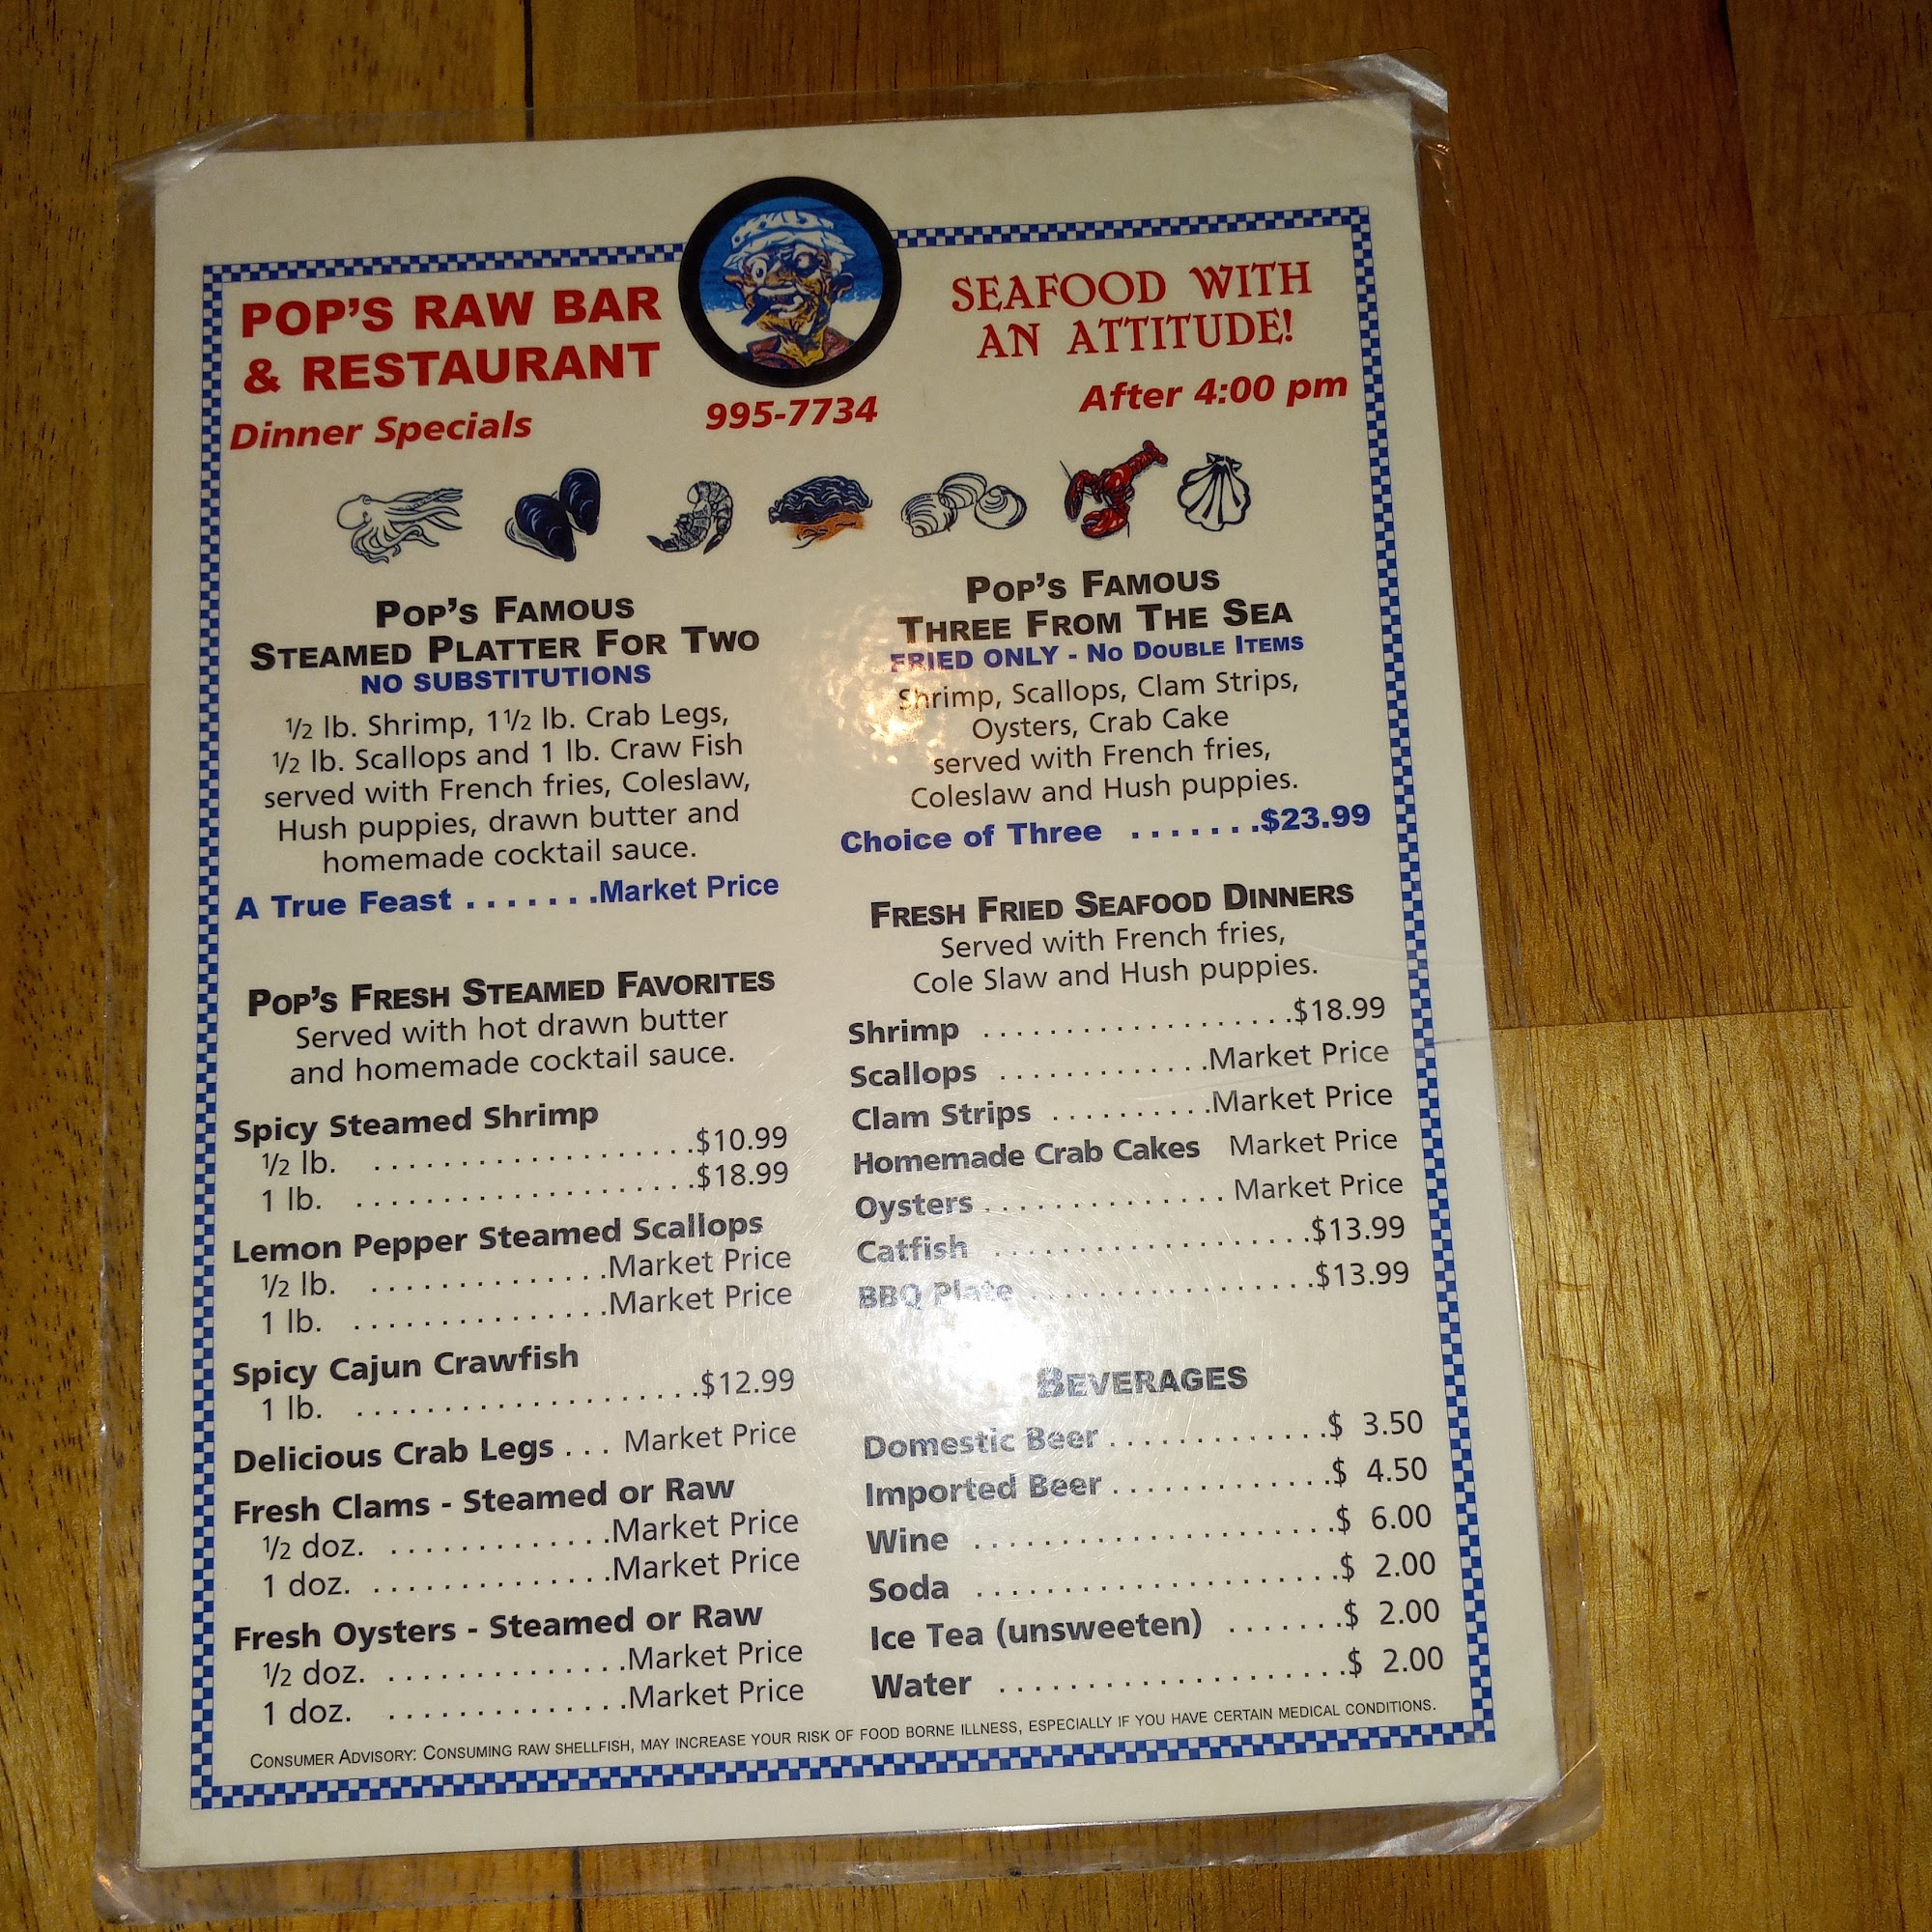 POP'S RAW BAR
& RESTAURANT
Dinner Specials
995-7734
SEAFOOD WITH
AN ATTITUDE!
After 4:00 pm
POP'S FAMOUS
STEAMED PLATTER FOR TWO
NO SUBSTITUTIONS
1/2 lb. Shrimp, 1 1/2 lb. Crab Legs,
1/2 lb. Scallops and 1 lb. Craw Fish
served with French fries, Coleslaw,
Hush puppies, drawn butter and
homemade cocktail sauce.
A True Feast .......Market Price
POP'S FRESH STEAMED FAVORITES
Served with hot drawn butter
and homemade cocktail sauce.
Spicy Steamed Shrimp
1/2 lb. ...................$10.99
1 lb. ....................$18.99
Lemon Pepper Steamed Scallops
1/2 lb. ..............Market Price
1 lb. ...............Market Price
Spicy Cajun Crawfish
1 lb. ....................$12.99
Delicious Crab Legs ... Market Price
Fresh Clams - Steamed or Raw
1/2 doz. .............Market Price
1 doz. ..............Market Price
Fresh Oysters - Steamed or Raw
1/2 doz. ..............Market Price
1 doz. ..............Market Price
POP'S FAMOUS
THREE FROM THE SEA
FRIED ONLY - NO DOUBLE ITEMS
Shrimp, Scallops, Clam Strips,
Oysters, Crab Cake
served with French fries,
Coleslaw and Hush puppies.
Choice of Three .......$23.99
FRESH FRIED SEAFOOD DINNERS
Served with French fries,
Cole Slaw and Hush puppies.
Shrimp ...................$18.99
Scallops .............Market Price
Clam Strips ..........Market Price
Homemade Crab Cakes Market Price
Oysters.............. Market Price
Catfish ...................$13.99
BBQ Plate .................$13.99
BEVERAGES
Domestic Beer .............$ 3.50
Imported Beer .............$ 4.50
Wine .....................$ 6.00
Soda .....................$ 2.00
Ice Tea (unsweeten) .......$ 2.00
Water ....................$ 2.00
CONSUMER ADVISORY: CONSUMING RAW SHELLFISH, MAY INCREASE YOUR RISK OF FOOD BORNE ILLNESS, ESPECIALLY IF YOU HAVE CERTAIN MEDICAL CONDITIONS.